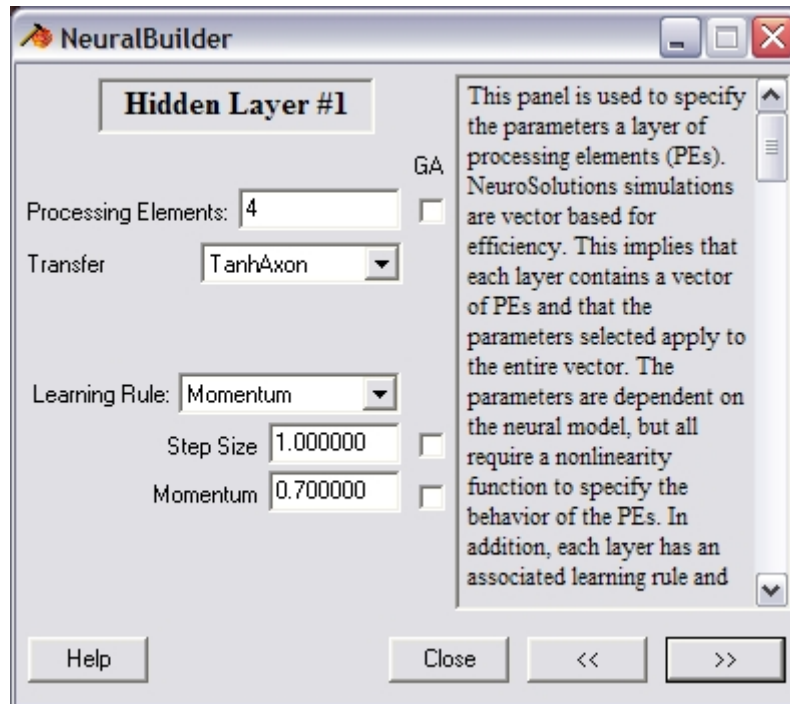 NeuralBuilder
Hidden Layer #1
GA
Processing Elements: 4
Transfer TanhAxon
Learning Rule: Momentum
Step Size 1.000000
Momentum 0.700000
This panel is used to specify
the parameters a layer of
processing elements (PEs).
NeuroSolutions simulations
are vector based for
efficiency. This implies that
each layer contains a vector
of PEs and that the
parameters selected apply to
the entire vector. The
parameters are dependent on
the neural model, but all
require a nonlinearity
function to specify the
behavior of the PEs. In
addition, each layer has an
associated learning rule and
Help Close << >>